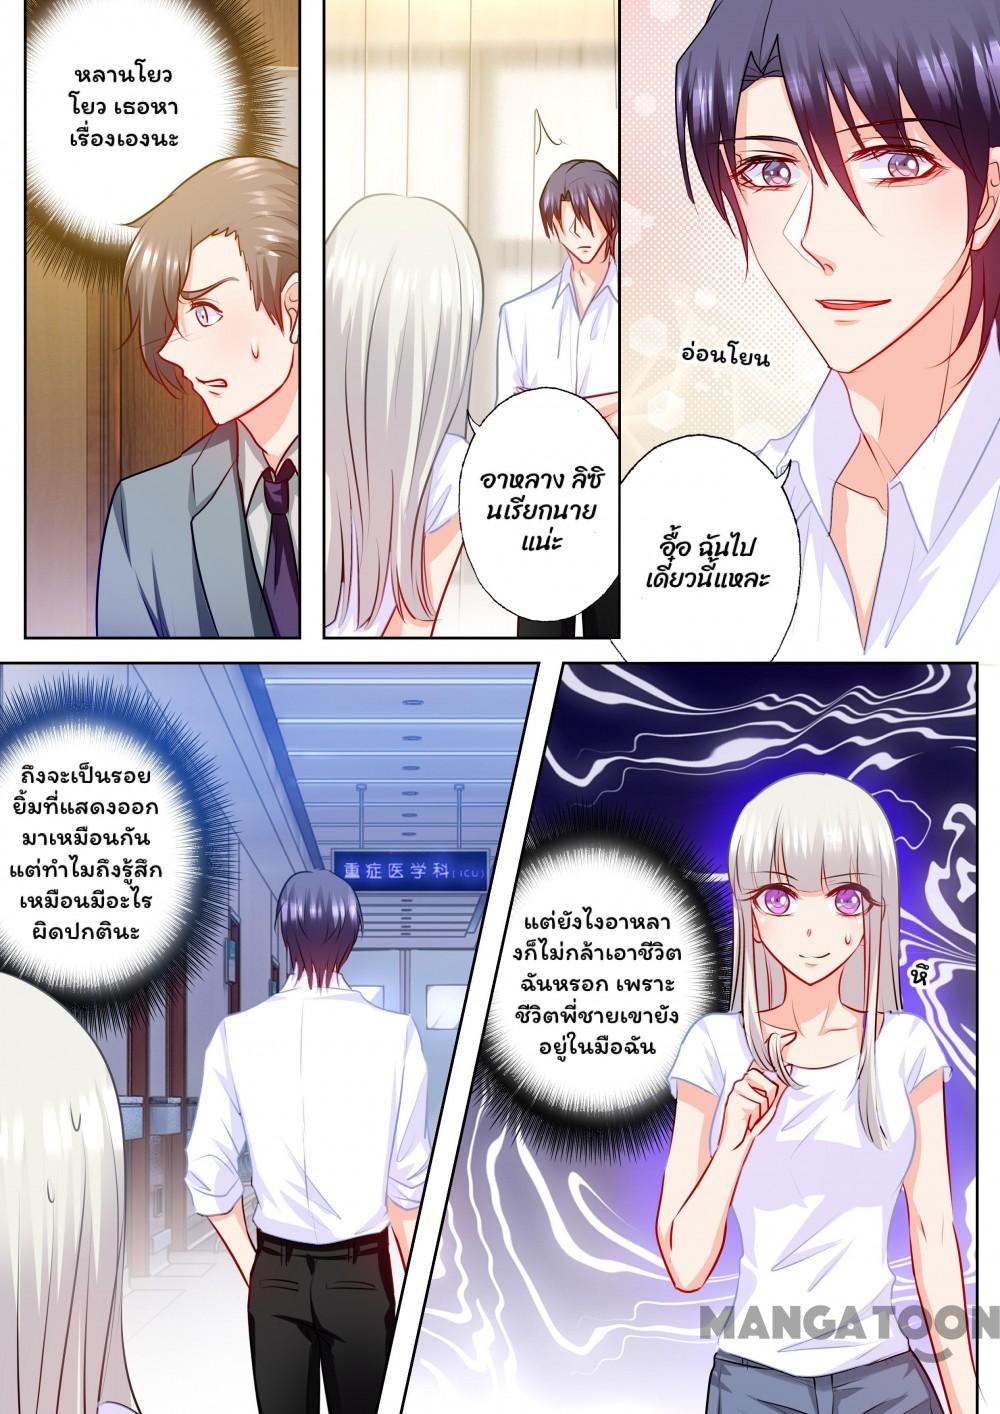 หลานโยว
โยว เธอหา
เรื่องเองนะ
อาหลาง ลิซิ
นเรียกนาย
แน่ะ
อ่อนโยน
อื้อ ฉันไป
เดี๋ยวนี้แหละ
ถึงจะเป็นรอย
ยิ้มที่แสดงออก
มาเหมือนกัน
แต่ทำไมถึงรู้สึก
เหมือนมีอะไร
ผิดปกตินะ
重症医学科(ICU)
แต่ยังไงอาหลา
งก็ไม่กล้าเอาชีวิต
ฉันหรอก เพราะ
ชีวิตพี่ชายเขายัง
อยู่ในมือฉัน
หึ
MANGATOON